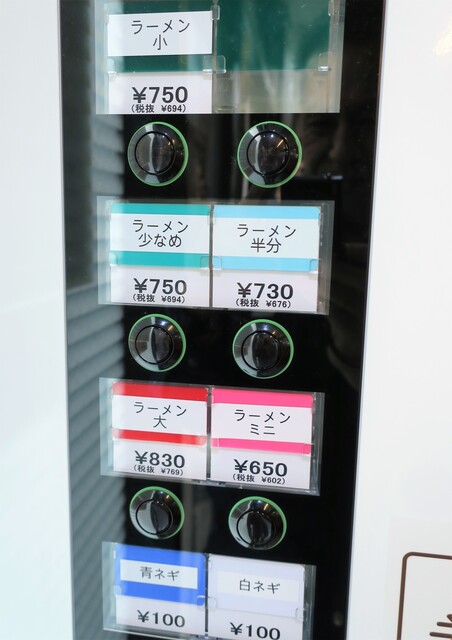 ラーメン
小
¥750
(税抜 ¥694)
ラーメン
少なめ
¥750
(税抜 ¥694)
ラーメン
半分
¥730
(税抜 ¥676)
ラーメン
大
¥830
(税抜 ¥769)
ラーメン
ミニ
¥650
(税抜 ¥602)
青ネギ
¥100
白ネギ
¥100